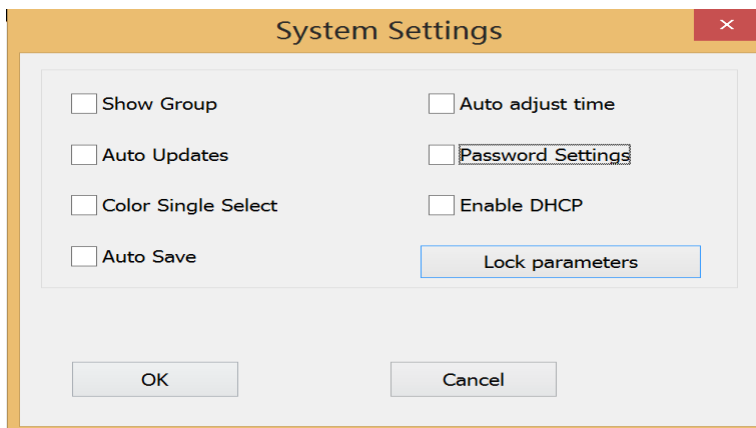 System Settings
Show Group
Auto adjust time
Auto Updates
Password Settings
Color Single Select
Enable DHCP
Auto Save
Lock parameters
OK
Cancel